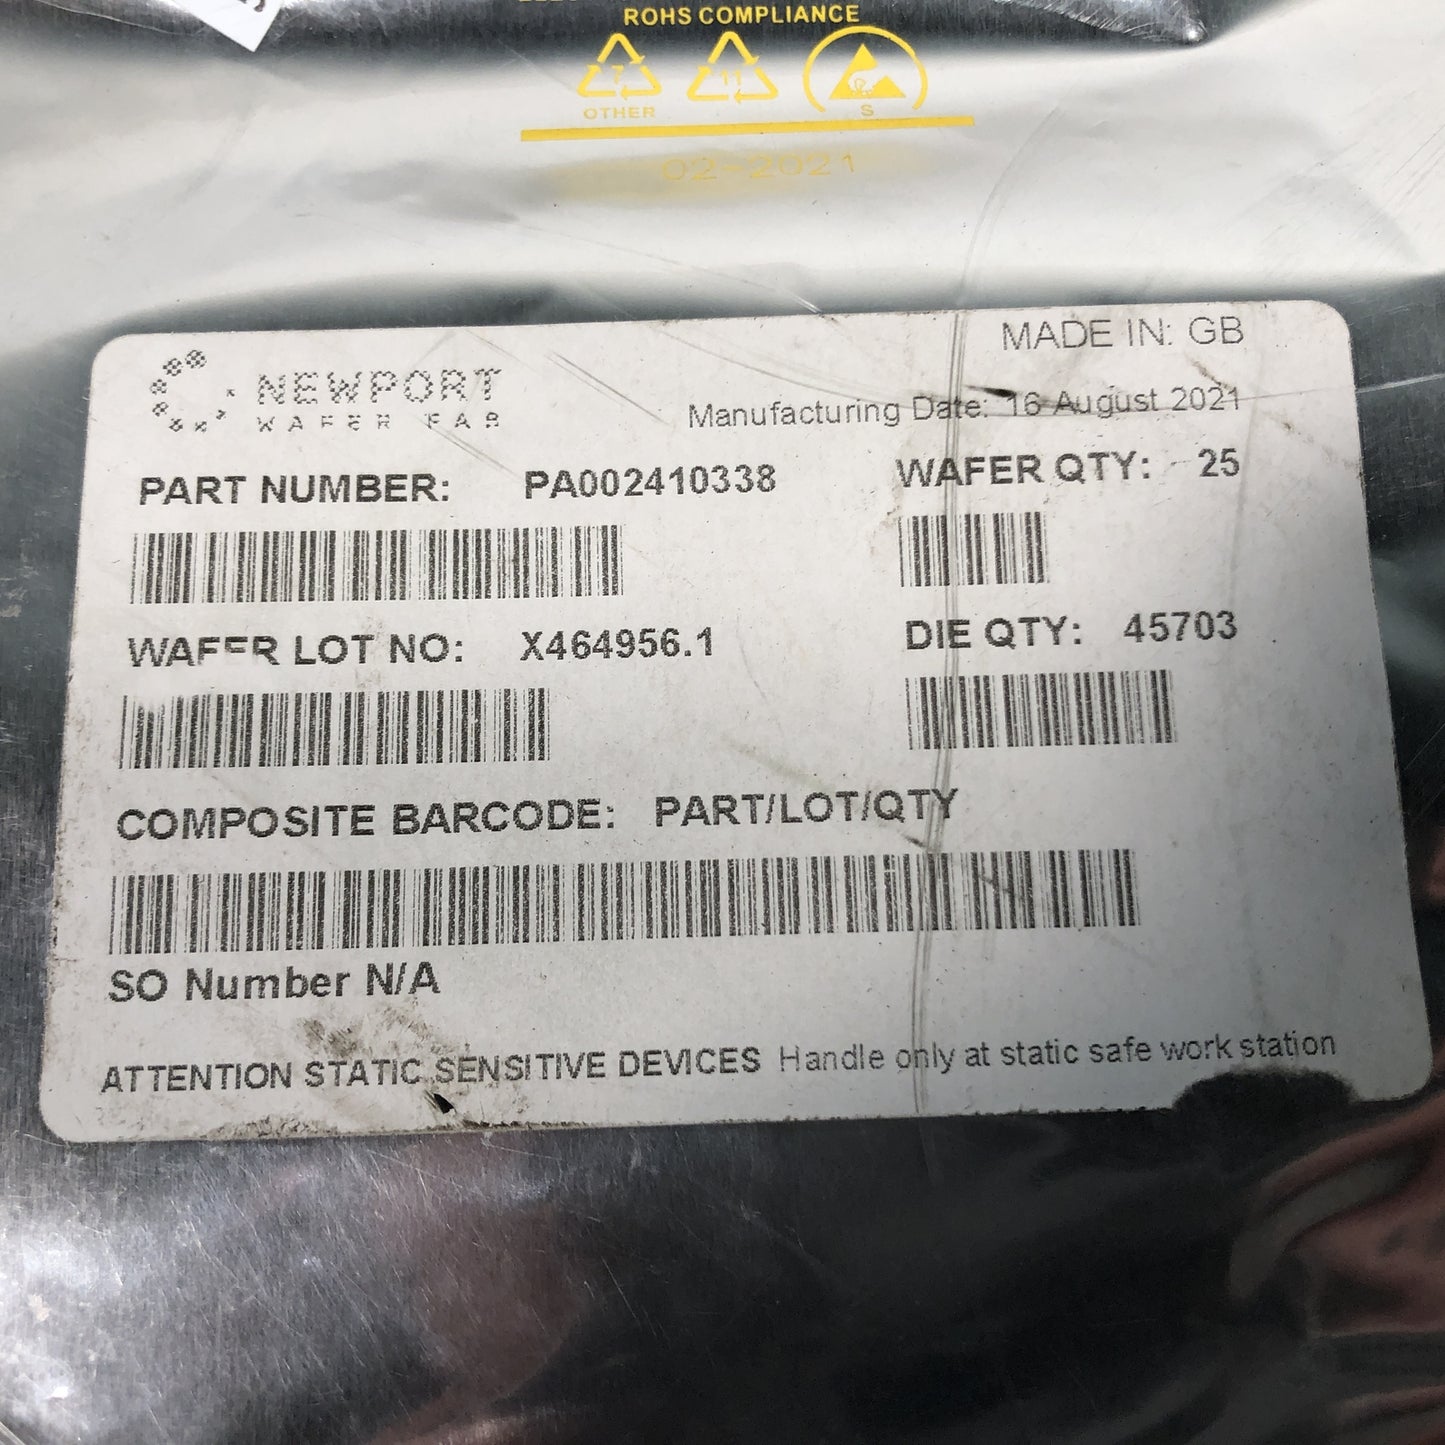 ROHS COMPLIANCE
7 11
OTHER S
02-2021
MADE IN: GB
NEWPORT
WAFER FAB
Manufacturing Date: 16 August 2021
PART NUMBER: PA002410338 WAFER QTY: 25
WAFER LOT NO: X464956.1 DIE QTY: 45703
COMPOSITE BARCODE: PART/LOT/QTY
SO Number N/A
ATTENTION STATIC SENSITIVE DEVICES Handle only at static safe work station